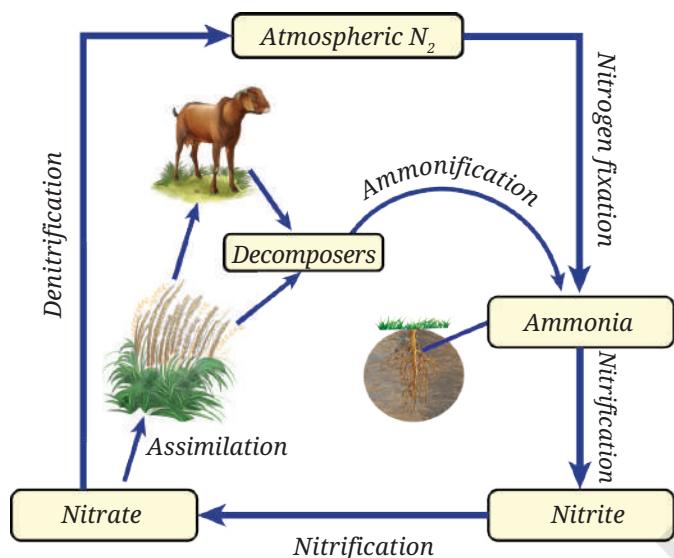 Atmospheric N₂
Nitrogen fixation
Denitrification
Ammonification
Decomposers
Ammonia
Nitrification
Assimilation
Nitrate
Nitrite
Nitrification